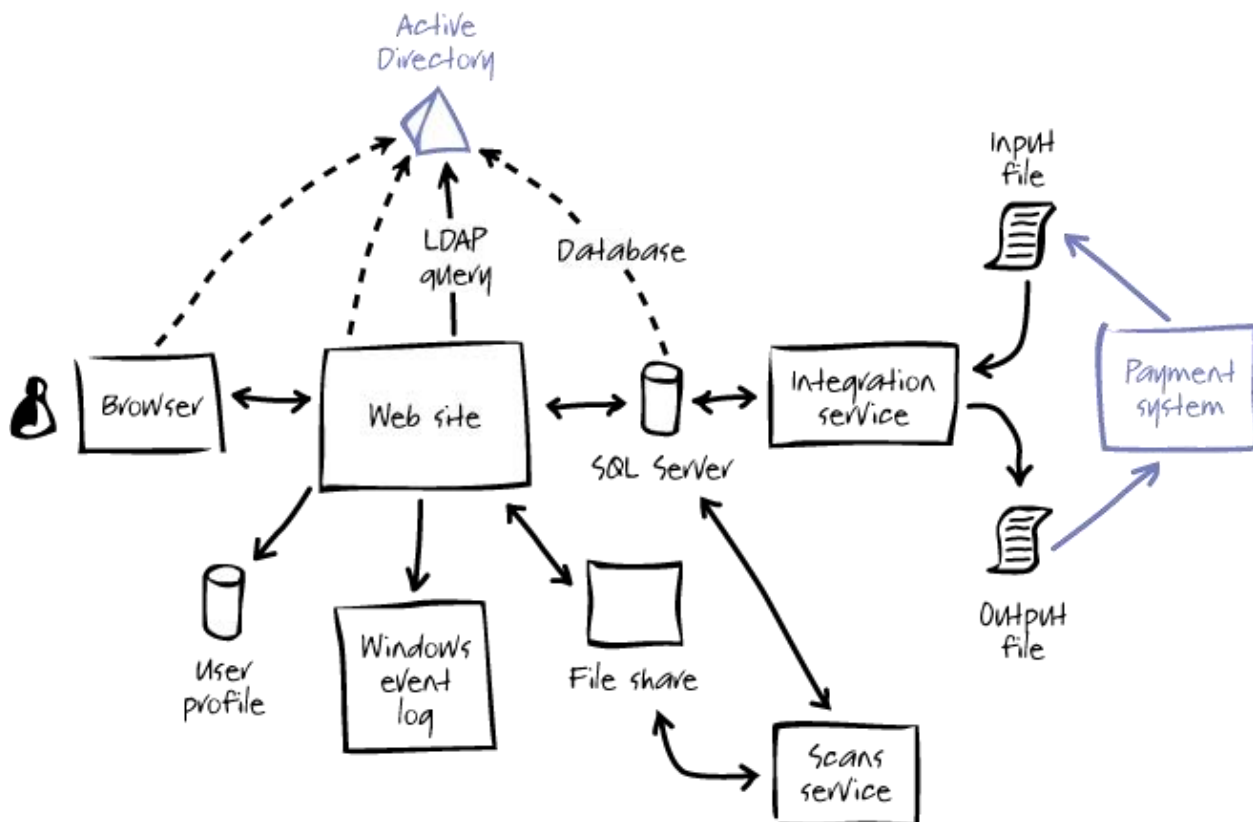 Active
Directory
Input
file
LDAP
query
Database
Browser
Web site
SQL Server
Integration
service
Payment
system
User
profile
Windows
event
log
File share
Output
file
Scans
service